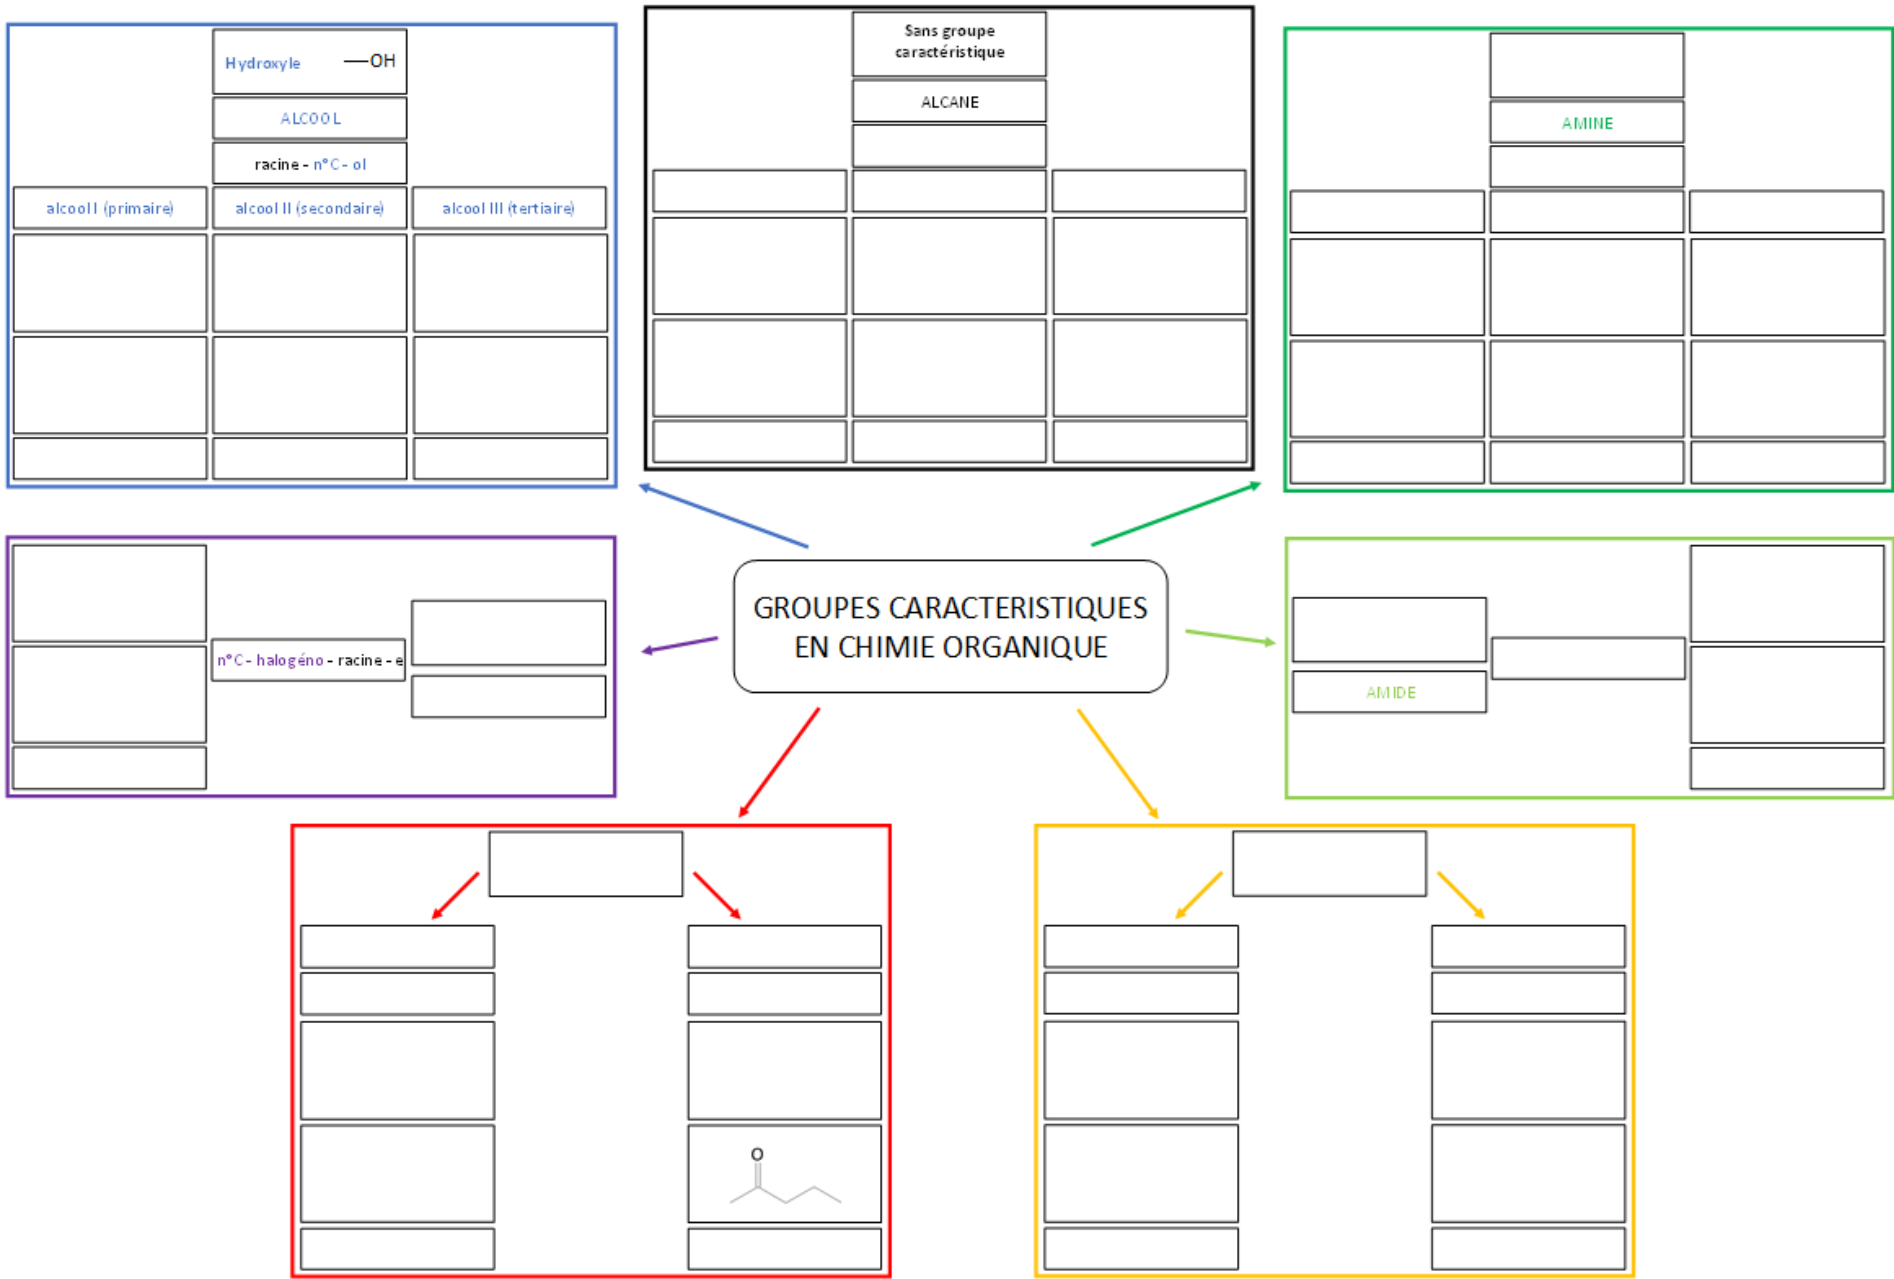 Hydroxyle —OH
ALCOOL
racine - n°C - ol
alcool I (primaire)
alcool II (secondaire)
alcool III (tertiaire)
Sans groupe
caractéristique
ALCANE
AMINE
GROUPES CARACTERISTIQUES
EN CHIMIE ORGANIQUE
n°C - halogéno - racine - e
AMIDE
O